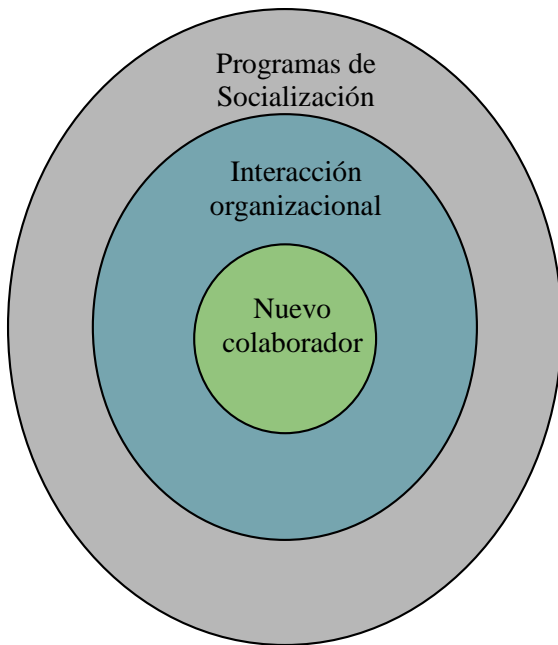 Programas de
Socialización
Interacción
organizacional
Nuevo
colaborador